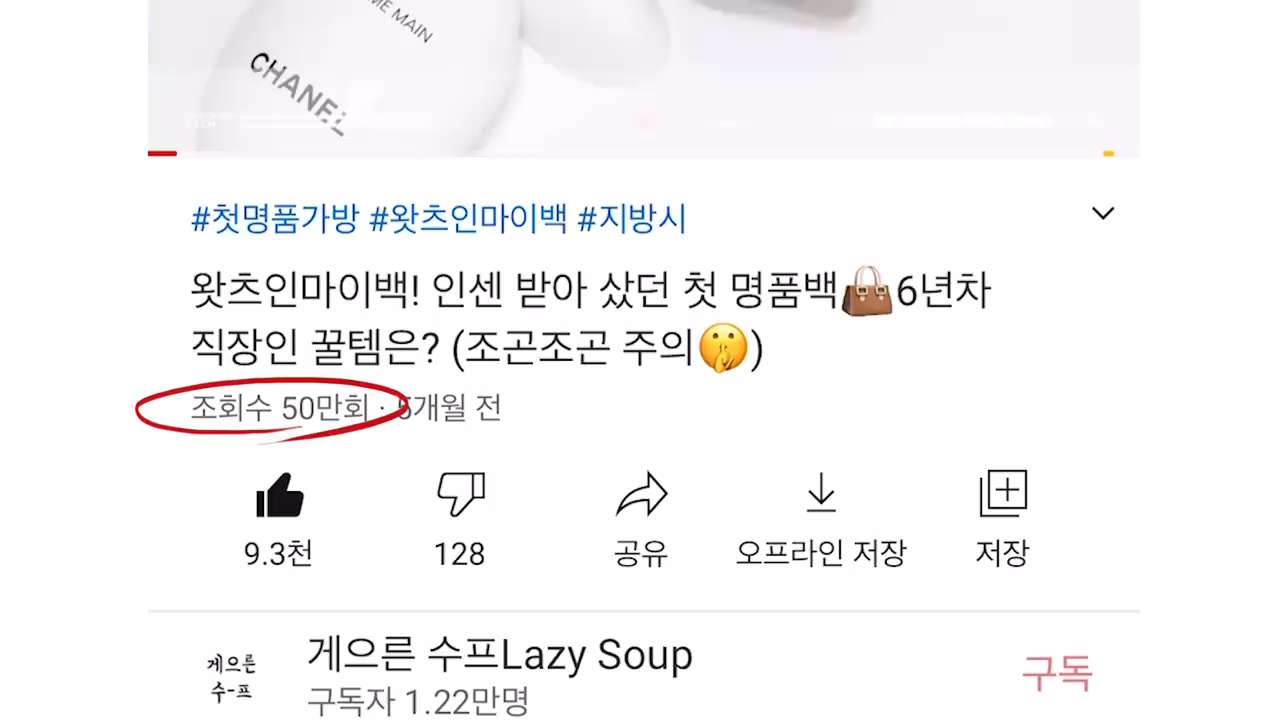 ME MAIN
CHANEL
#첫명품가방 #왓츠인마이백 #지방시
왓츠인마이백! 인센 받아 샀던 첫 명품백👜6년차
직장인 꿀템은? (조곤조곤 주의🤫)
조회수 50만회 · 5개월 전
9.3천 128 공유 오프라인 저장 저장
게으른 수프Lazy Soup
게으른
수-프
구독자 1.22만명
구독